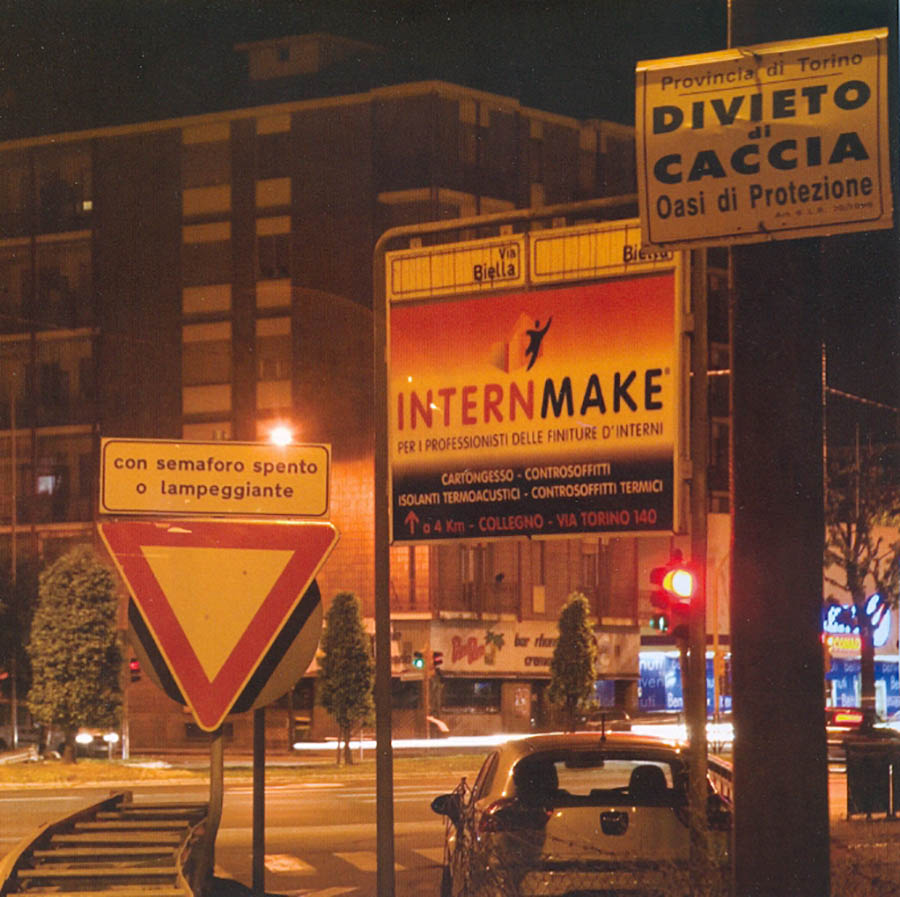 Provincia di Torino
DIVIETO
di
CACCIA
Oasi di Protezione
Via
Biella
Biella
INTERNMAKE®
PER I PROFESSIONISTI DELLE FINITURE D'INTERNI
CARTONGESSO - CONTROSOFFITTI
ISOLANTI TERMOACUSTICI - CONTROSOFFITTI TERMICI
↑ a 4 Km - COLLEGNO - VIA TORINO 140
con semaforo spento
o lampeggiante
bar